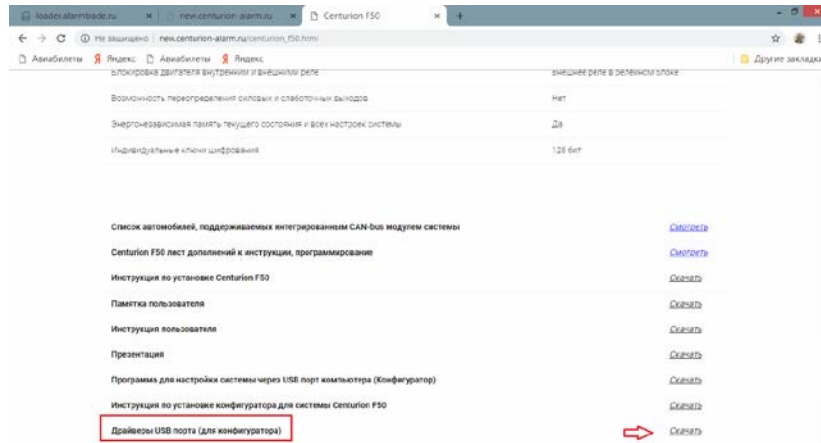 loader.alarmtrade.ru
new.centurion-alarm.ru
Centurion F50
Не защищено | new.centurion-alarm.ru/centurion_f50.html
Авиабилеты Яндекс Авиабилеты Яндекс Другие закладки
Блокировка двигателя внутренним и внешними реле внешнее реле в релейном блоке
Возможность переопределения силовых и слаботочных выходов Нет
Энергонезависимая память текущего состояния и всех настроек системы Да
Индивидуальные ключи шифрования 128 бит
Список автомобилей, поддерживаемых интегрированным CAN-bus модулем системы Смотреть
Centurion F50 лист дополнений к инструкции, программирование Смотреть
Инструкция по установке Centurion F50 Скачать
Памятка пользователя Скачать
Инструкция пользователя Скачать
Презентация Скачать
Программа для настройки системы через USB порт компьютера (Конфигуратор) Скачать
Инструкция по установке конфигуратора для системы Centurion F50 Скачать
Драйверы USB порта (для конфигуратора) Скачать